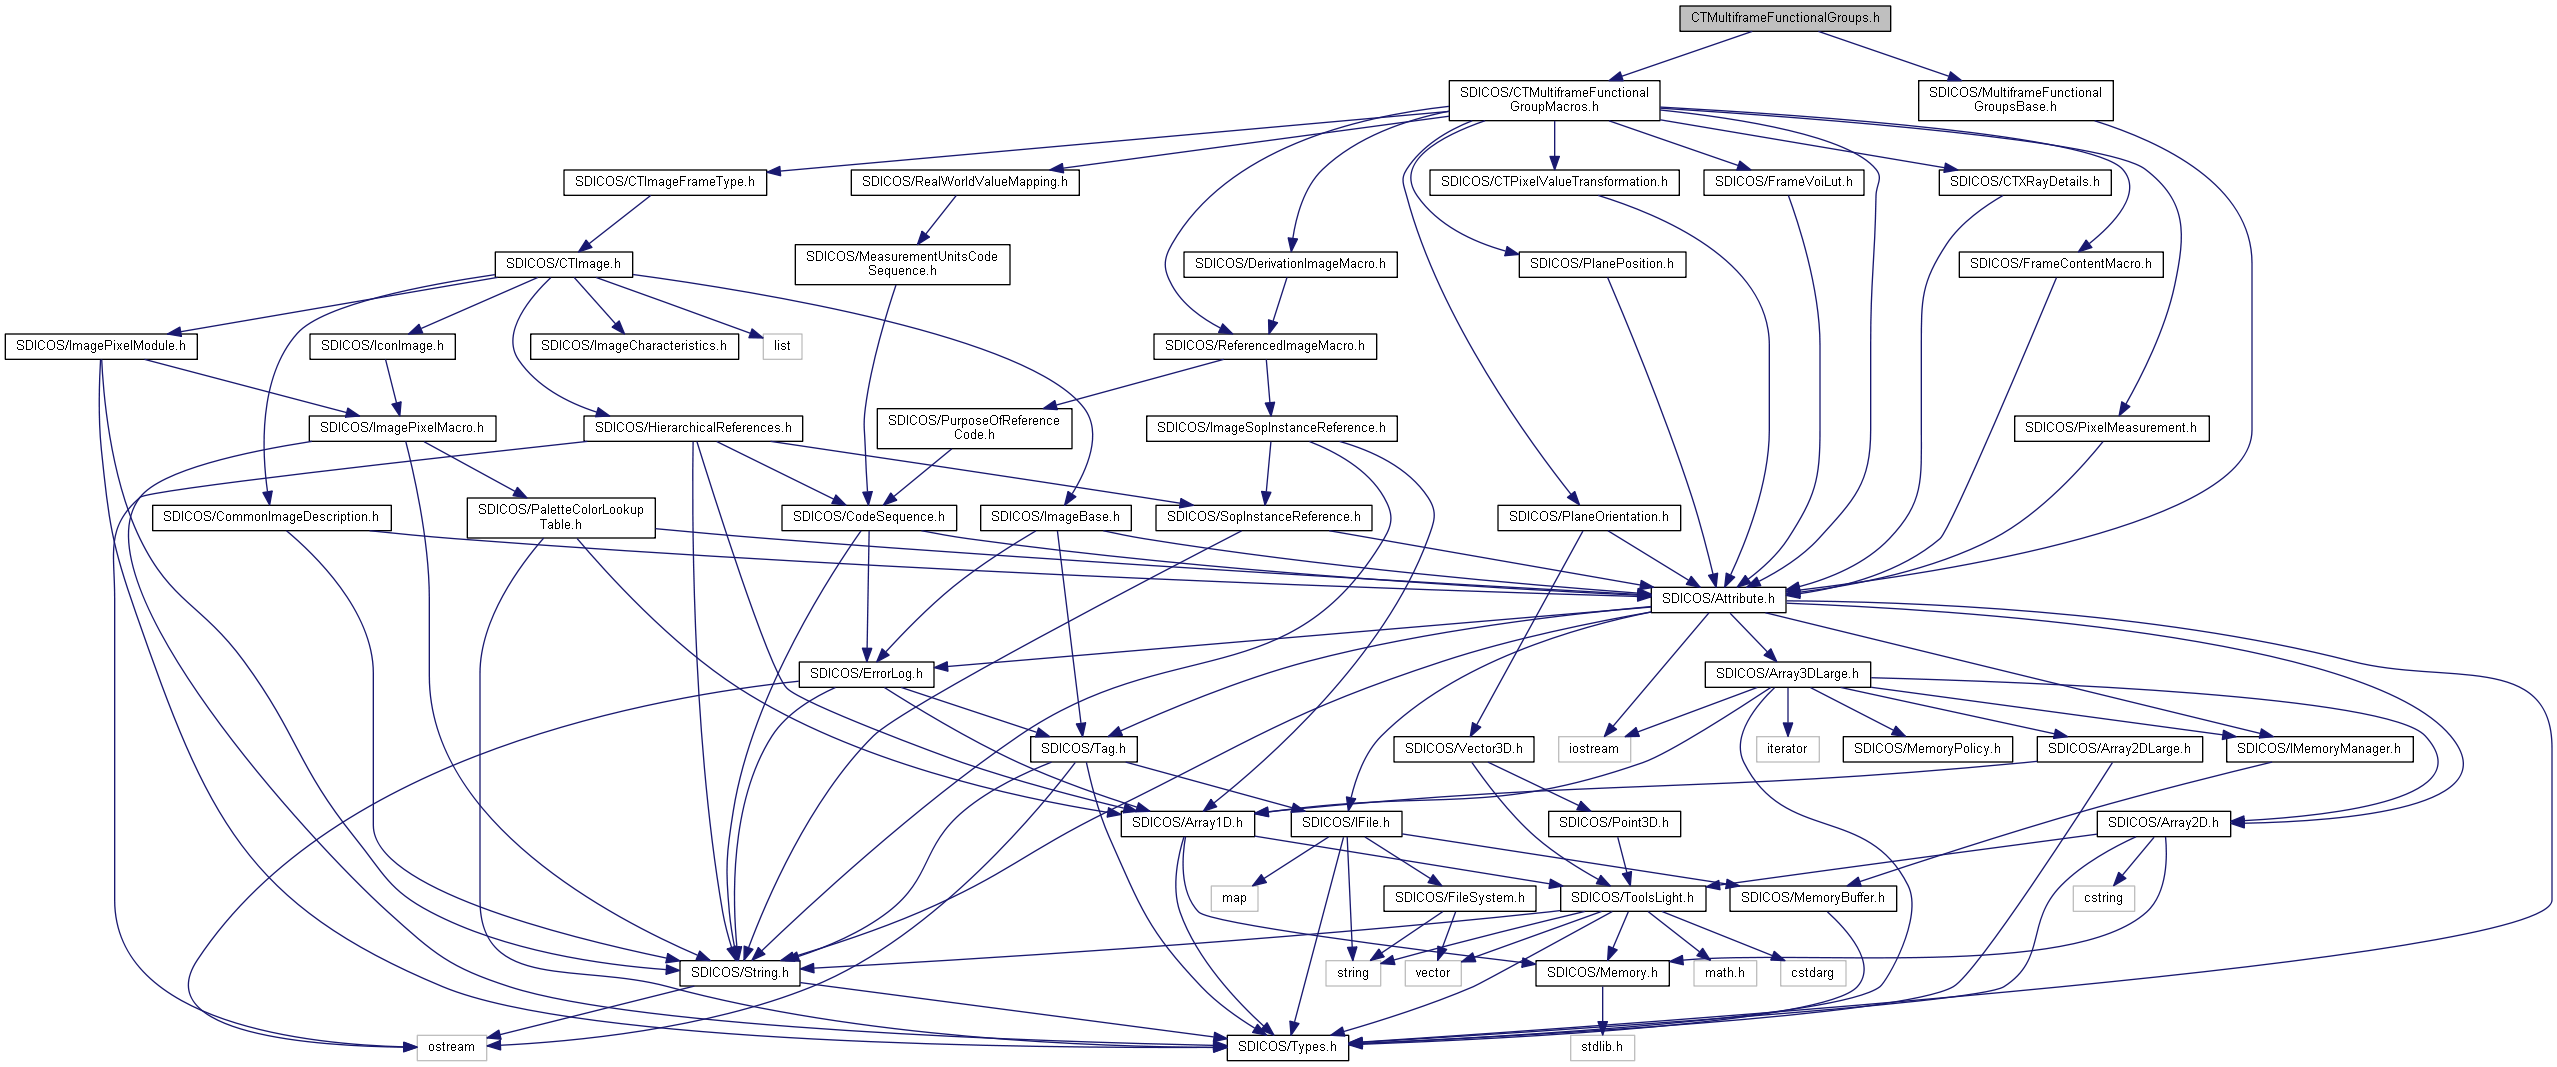 CTMultiframeFunctionalGroups.h
SDICOS/CTMultiframeFunctional
GroupMacros.h
SDICOS/MultiframeFunctional
GroupsBase.h
SDICOS/CTImageFrameType.h
SDICOS/RealWorldValueMapping.h
SDICOS/CTPixelValueTransformation.h
SDICOS/FrameVoiLut.h
SDICOS/CTXRayDetails.h
SDICOS/CTImage.h
SDICOS/MeasurementUnitsCode
Sequence.h
SDICOS/DerivationImageMacro.h
SDICOS/PlanePosition.h
SDICOS/FrameContentMacro.h
SDICOS/ImagePixelModule.h
SDICOS/IconImage.h
SDICOS/ImageCharacteristics.h
list
SDICOS/ReferencedImageMacro.h
SDICOS/ImagePixelMacro.h
SDICOS/HierarchicalReferences.h
SDICOS/PurposeOfReference
Code.h
SDICOS/ImageSopInstanceReference.h
SDICOS/PixelMeasurement.h
SDICOS/CommonImageDescription.h
SDICOS/PaletteColorLookup
Table.h
SDICOS/CodeSequence.h
SDICOS/ImageBase.h
SDICOS/SopInstanceReference.h
SDICOS/PlaneOrientation.h
SDICOS/Attribute.h
SDICOS/ErrorLog.h
SDICOS/Array3DLarge.h
SDICOS/Tag.h
SDICOS/Vector3D.h
iostream
iterator
SDICOS/MemoryPolicy.h
SDICOS/Array2DLarge.h
SDICOS/IMemoryManager.h
SDICOS/Array1D.h
SDICOS/IFile.h
SDICOS/Point3D.h
SDICOS/Array2D.h
map
SDICOS/FileSystem.h
SDICOS/ToolsLight.h
SDICOS/MemoryBuffer.h
cstring
SDICOS/String.h
string
vector
SDICOS/Memory.h
math.h
cstdarg
ostream
SDICOS/Types.h
stdlib.h